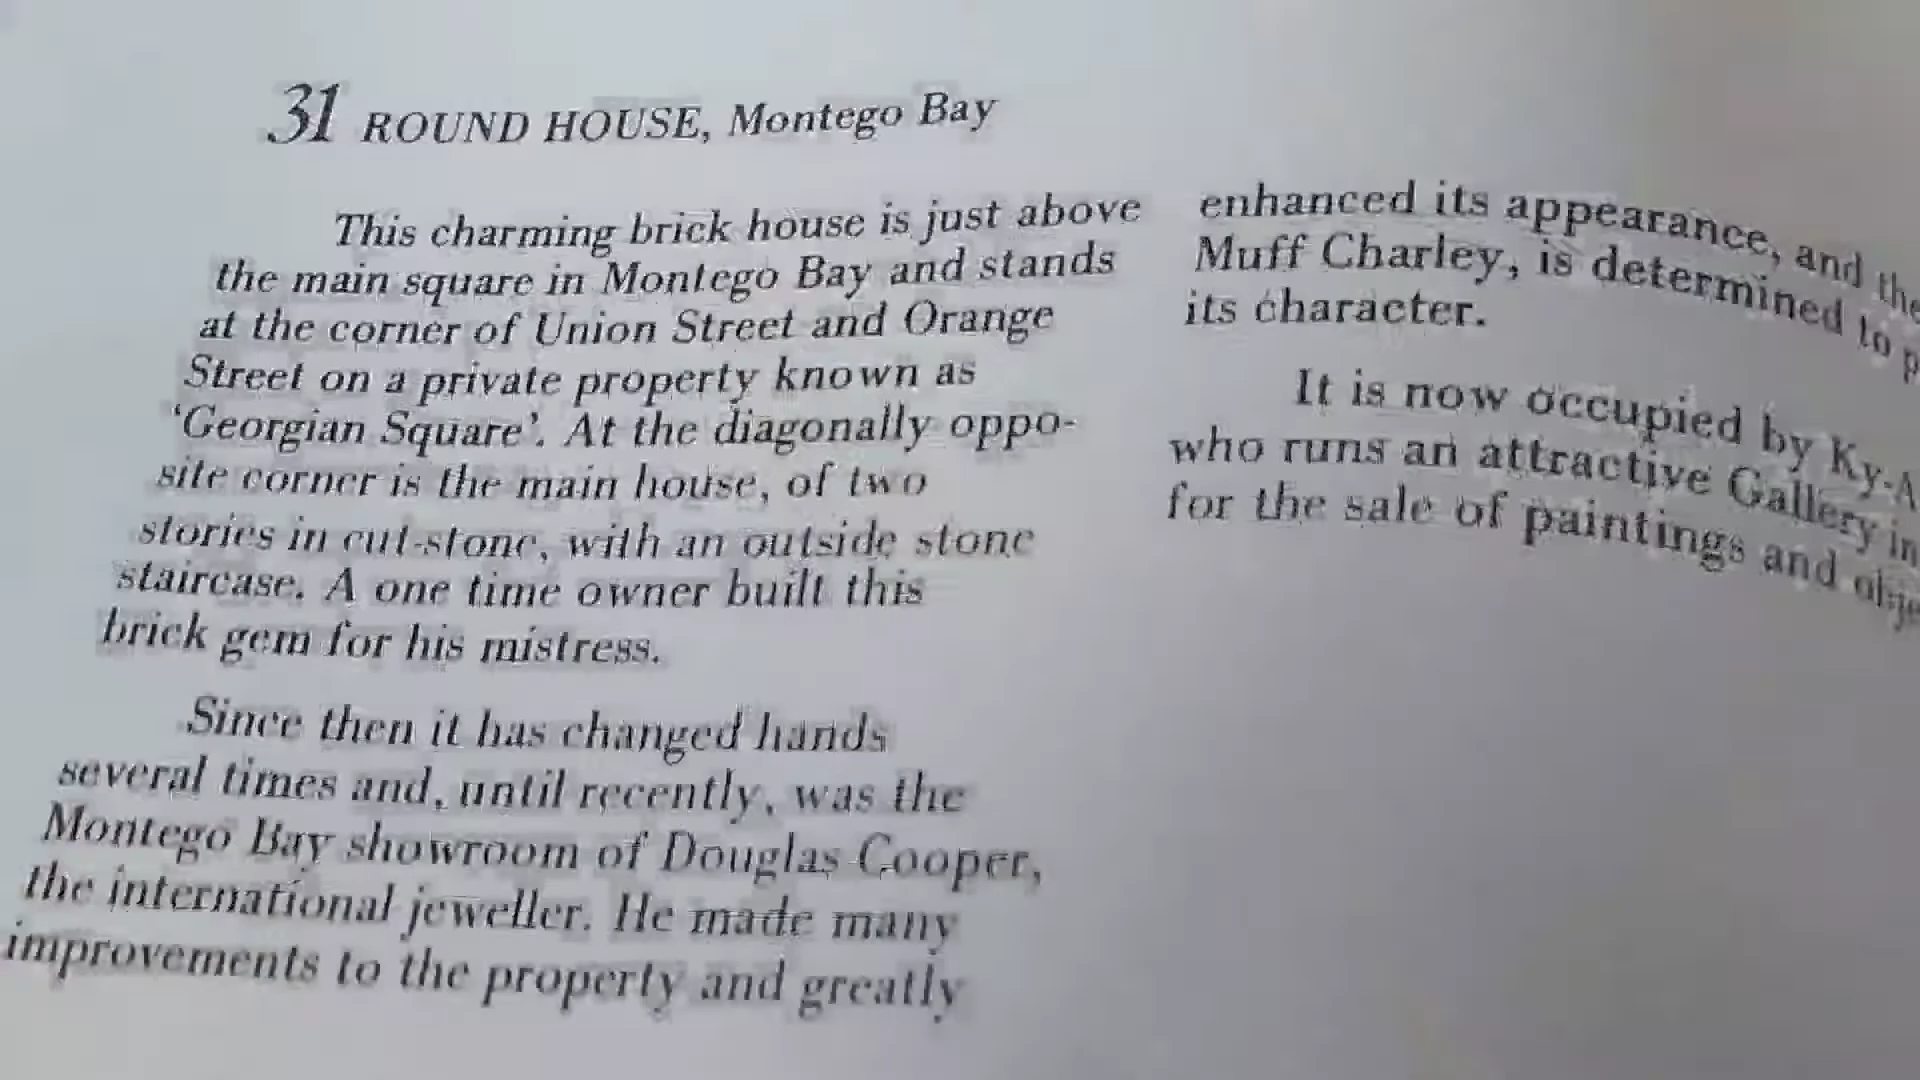 31 ROUND HOUSE, Montego Bay
This charming brick house is just above
the main square in Montego Bay and stands
at the corner of Union Street and Orange
Street on a private property known as
‘Georgian Square’. At the diagonally oppo-
site corner is the main house, of two
stories in cut-stone, with an outside stone
staircase. A one time owner built this
brick gem for his mistress.
Since then it has changed hands
several times and, until recently, was the
Montego Bay showroom of Douglas Cooper,
the international jeweller. He made many
improvements to the property and greatly
enhanced its appearance, and the
Muff Charley, is determined to
its character.
It is now occupied by
who runs an attractive Gallery in
for the sale of paintings and